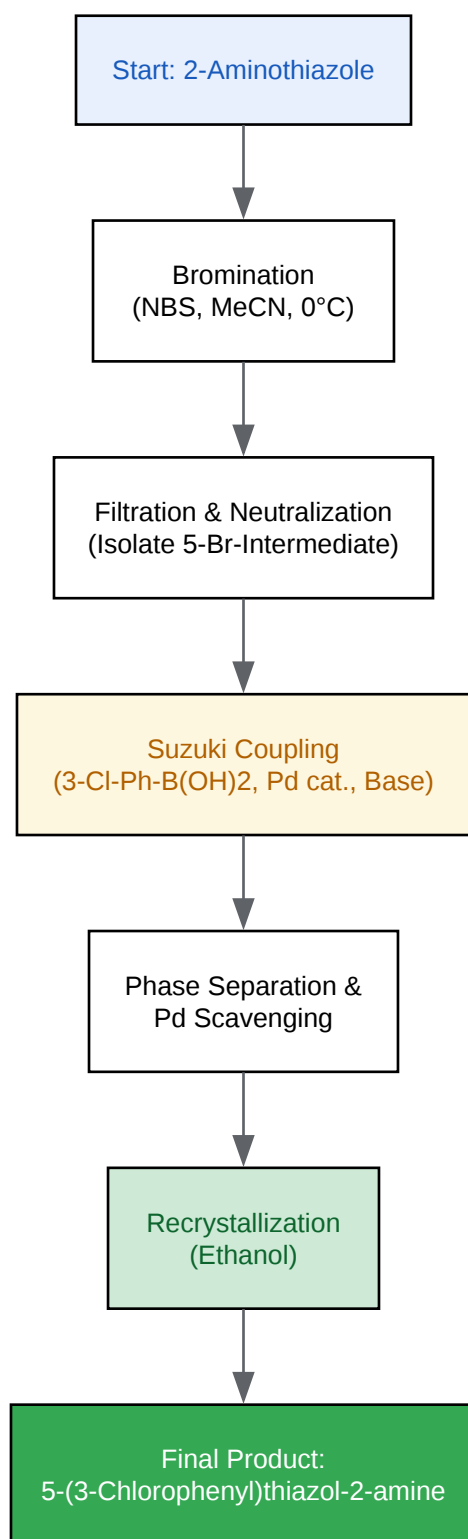 Start: 2-Aminothiazole
Bromination
(NBS, MeCN, 0°C)
Filtration & Neutralization
(Isolate 5-Br-Intermediate)
Suzuki Coupling
(3-Cl-Ph-B(OH)2, Pd cat., Base)
Phase Separation &
Pd Scavenging
Recrystallization
(Ethanol)
Final Product:
5-(3-Chlorophenyl)thiazol-2-amine